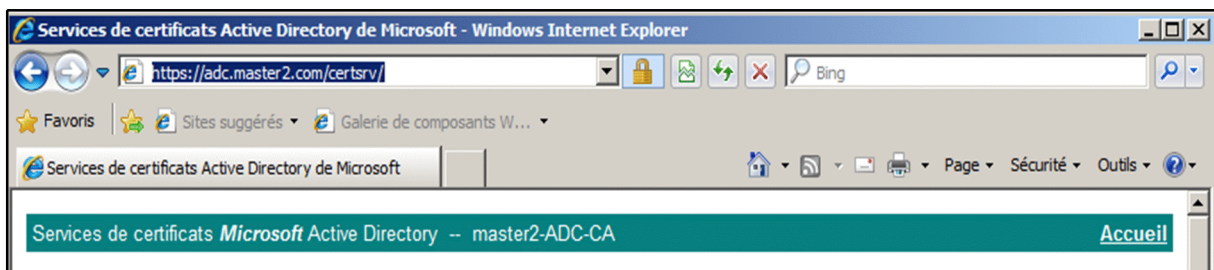 Services de certificats Active Directory de Microsoft - Windows Internet Explorer
https://adc.master2.com/certsrv/
Bing
Favoris Sites suggérés Galerie de composants W...
Services de certificats Active Directory de Microsoft
Page Sécurité Outils
Services de certificats Microsoft Active Directory -- master2-ADC-CA
Accueil